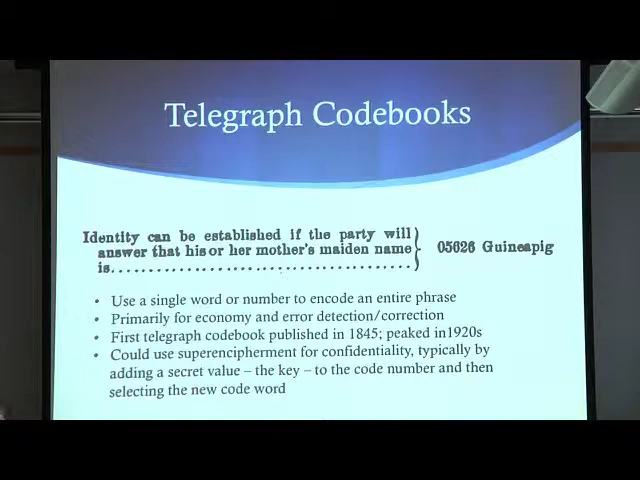 Telegraph Codebooks
Identity can be established if the party will
answer that his or her mother's maiden name
is........................................
05626 Guineapig
• Use a single word or number to encode an entire phrase
• Primarily for economy and error detection/correction
• First telegraph codebook published in 1845; peaked in1920s
• Could use superencipherment for confidentiality, typically by
adding a secret value – the key – to the code number and then
selecting the new code word